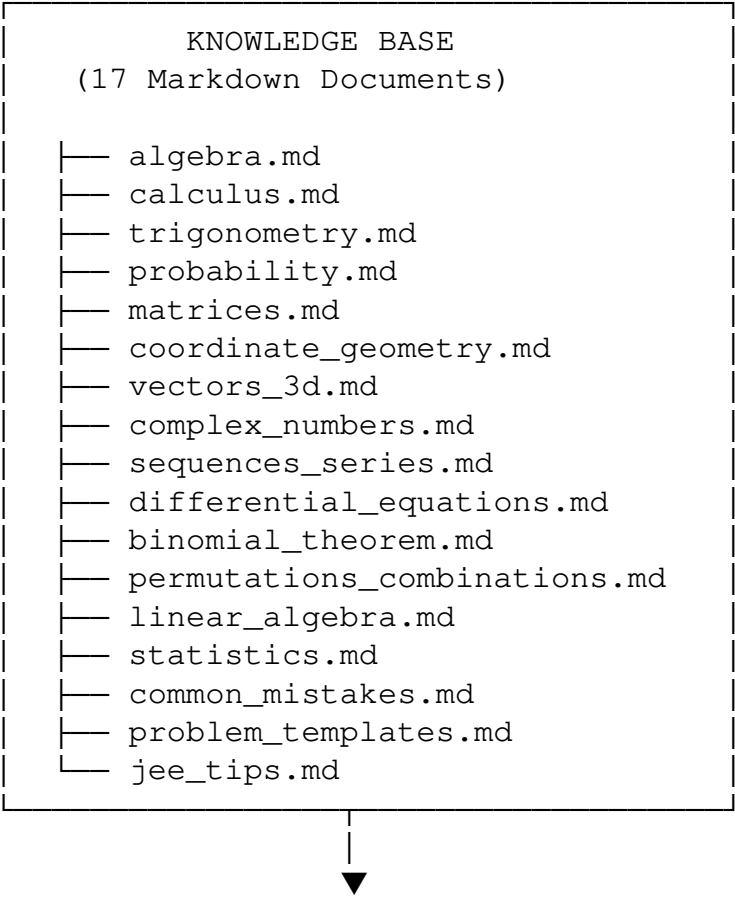 KNOWLEDGE BASE
(17 Markdown Documents)
├── algebra.md
├── calculus.md
├── trigonometry.md
├── probability.md
├── matrices.md
├── coordinate_geometry.md
├── vectors_3d.md
├── complex_numbers.md
├── sequences_series.md
├── differential_equations.md
├── binomial_theorem.md
├── permutations_combinations.md
├── linear_algebra.md
├── statistics.md
├── common_mistakes.md
├── problem_templates.md
└── jee_tips.md